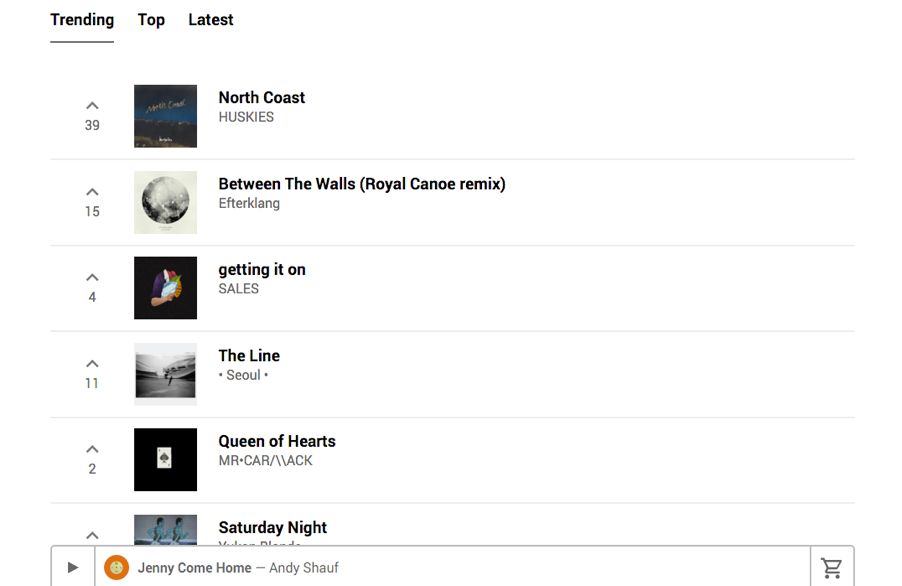 Trending Top Latest
North Coast
39
North Coast
HUSKIES
15
Between The Walls (Royal Canoe remix)
Efterklang
4
getting it on
SALES
11
The Line
• Seoul •
2
Queen of Hearts
MR•CAR/\\ACK
Saturday Night
Jenny Come Home — Andy Shauf